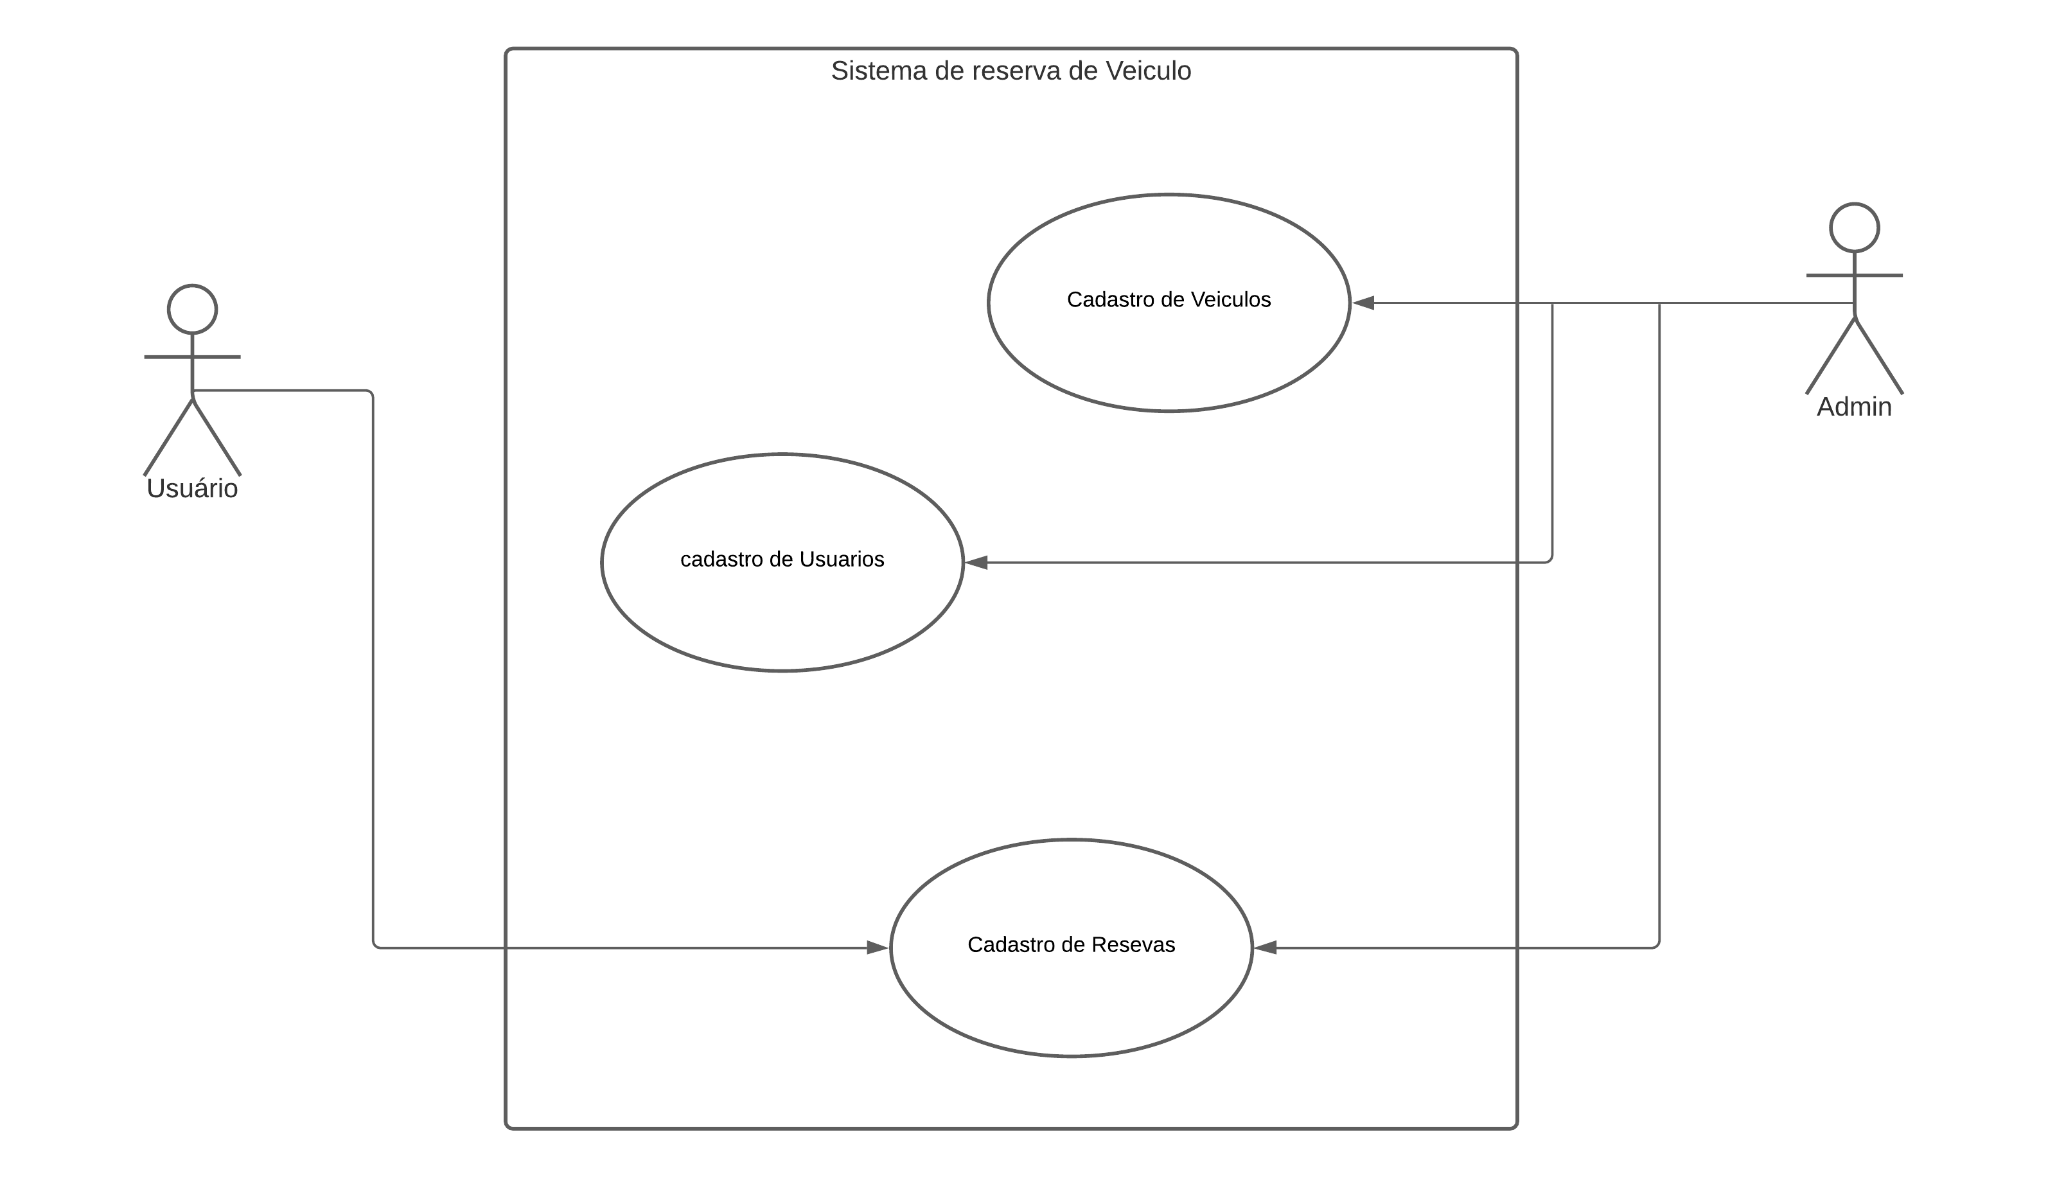 Sistema de reserva de Veiculo
Cadastro de Veiculos
Admin
Usuário
cadastro de Usuarios
Cadastro de Resevas